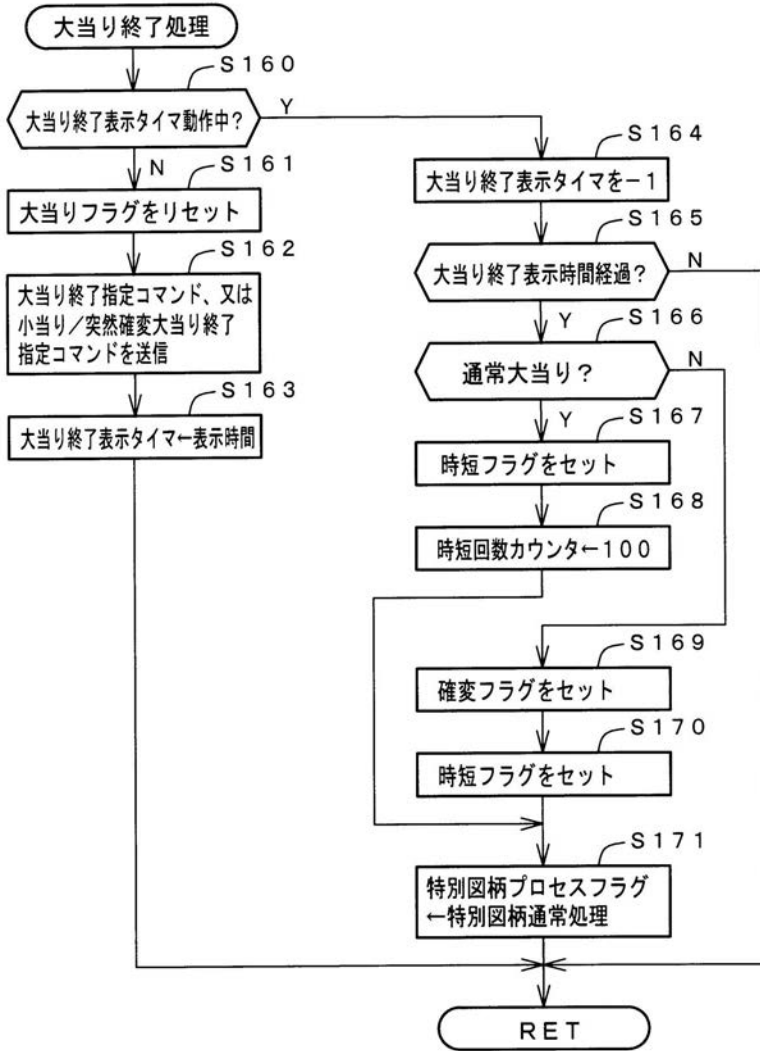 大当り終了処理
S160
大当り終了表示タイマ動作中?
Y
N
S161
大当りフラグをリセット
S162
大当り終了指定コマンド、又は
小当り/突然確変大当り終了
指定コマンドを送信
S163
大当り終了表示タイマ←表示時間
S164
大当り終了表示タイマを-1
S165
大当り終了表示時間経過?
N
Y
S166
通常大当り?
N
Y
S167
時短フラグをセット
S168
時短回数カウンタ←100
S169
確変フラグをセット
S170
時短フラグをセット
S171
特別図柄プロセスフラグ
←特別図柄通常処理
RET